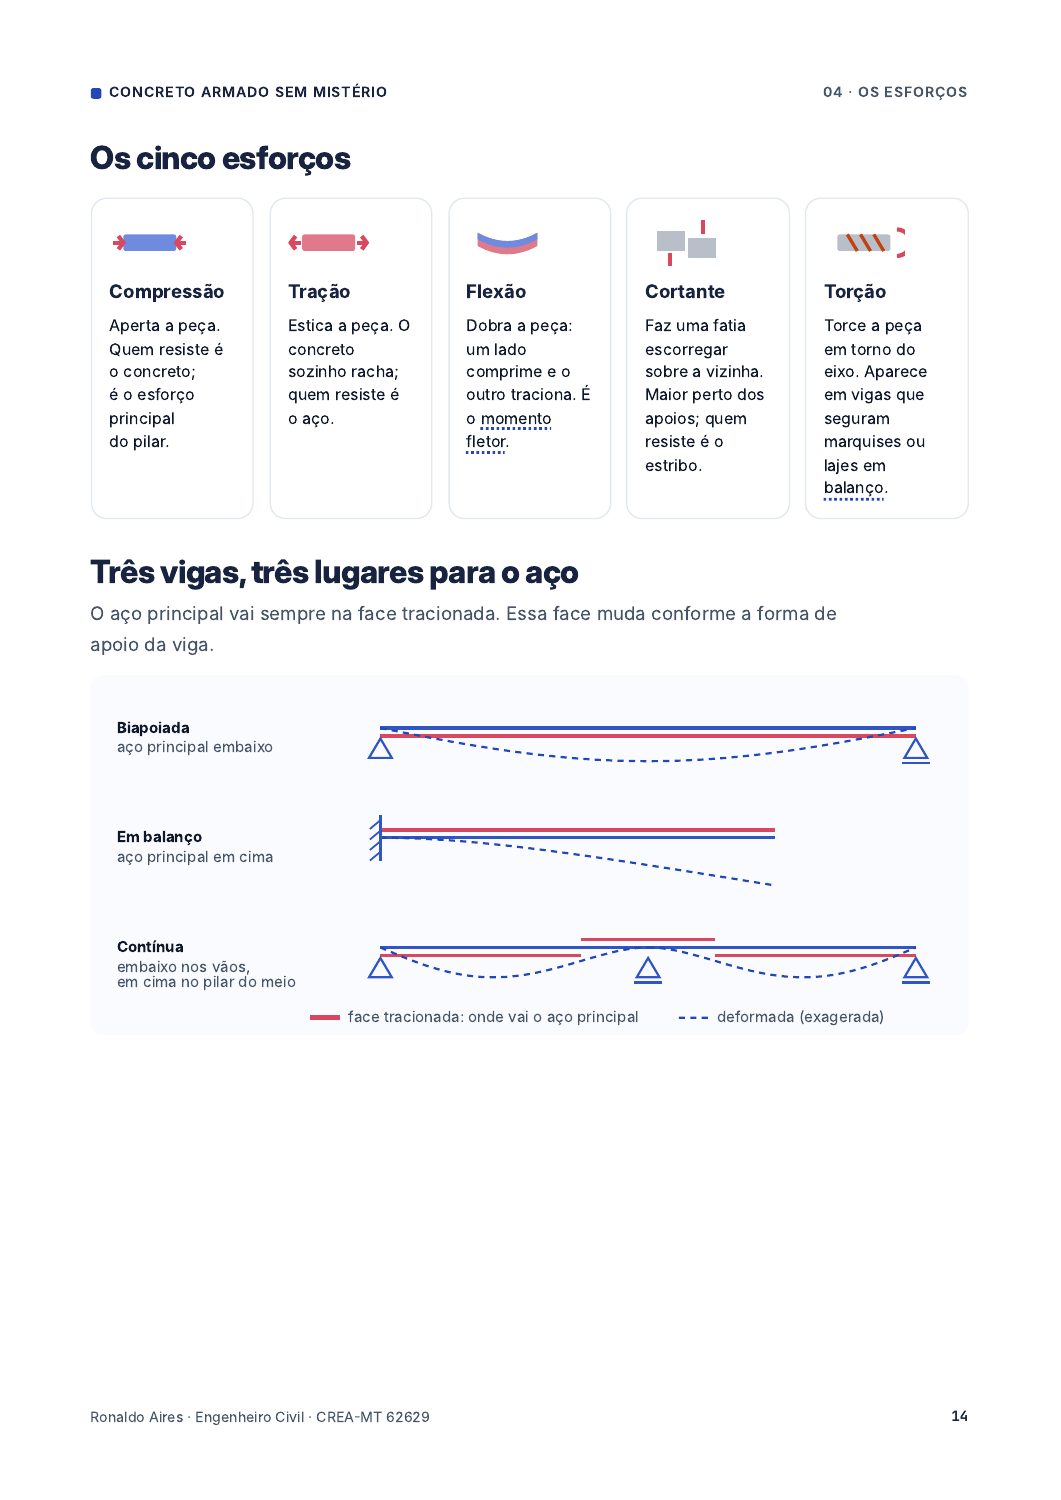 CONCRETO ARMADO SEM MISTÉRIO
04 · OS ESFORÇOS
Os cinco esforços
Compressão
Aperta a peça.
Quem resiste é
o concreto;
é o esforço
principal
do pilar.
Tração
Estica a peça. O
concreto
sozinho racha;
quem resiste é
o aço.
Flexão
Dobra a peça:
um lado
comprime e o
outro traciona. É
o momento
fletor.
Cortante
Faz uma fatia
escorregar
sobre a vizinha.
Maior perto dos
apoios; quem
resiste é o
estribo.
Torção
Torce a peça
em torno do
eixo. Aparece
em vigas que
seguram
marquises ou
lajes em
balanço.
Três vigas, três lugares para o aço
O aço principal vai sempre na face tracionada. Essa face muda conforme a forma de
apoio da viga.
Biapoiada
aço principal embaixo
Em balanço
aço principal em cima
Contínua
embaixo nos vãos,
em cima no pilar do meio
face tracionada: onde vai o aço principal
deformada (exagerada)
Ronaldo Aires · Engenheiro Civil · CREA-MT 62629
14